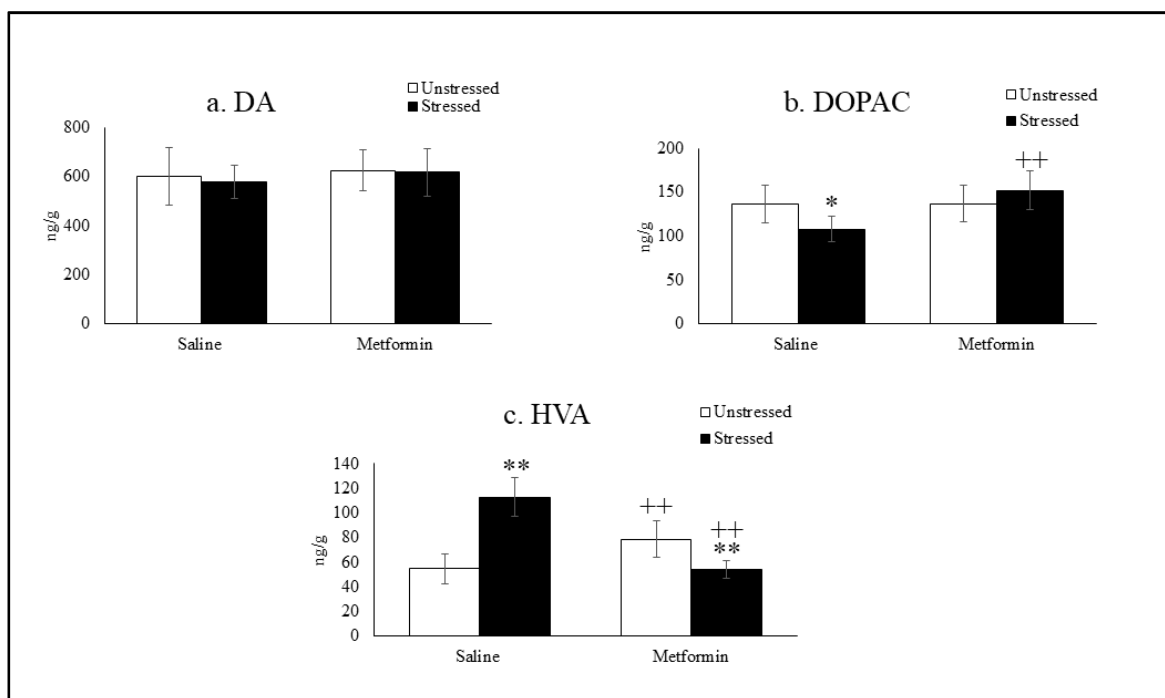 a. DA
Unstressed
Stressed
800
600
400
200
0
ng/g
Saline Metformin
b. DOPAC
Unstressed
Stressed
200
150
100
50
0
ng/g
*
++
Saline Metformin
c. HVA
Unstressed
Stressed
140
120
100
80
60
40
20
0
ng/g
**
++
++
**
Saline Metformin